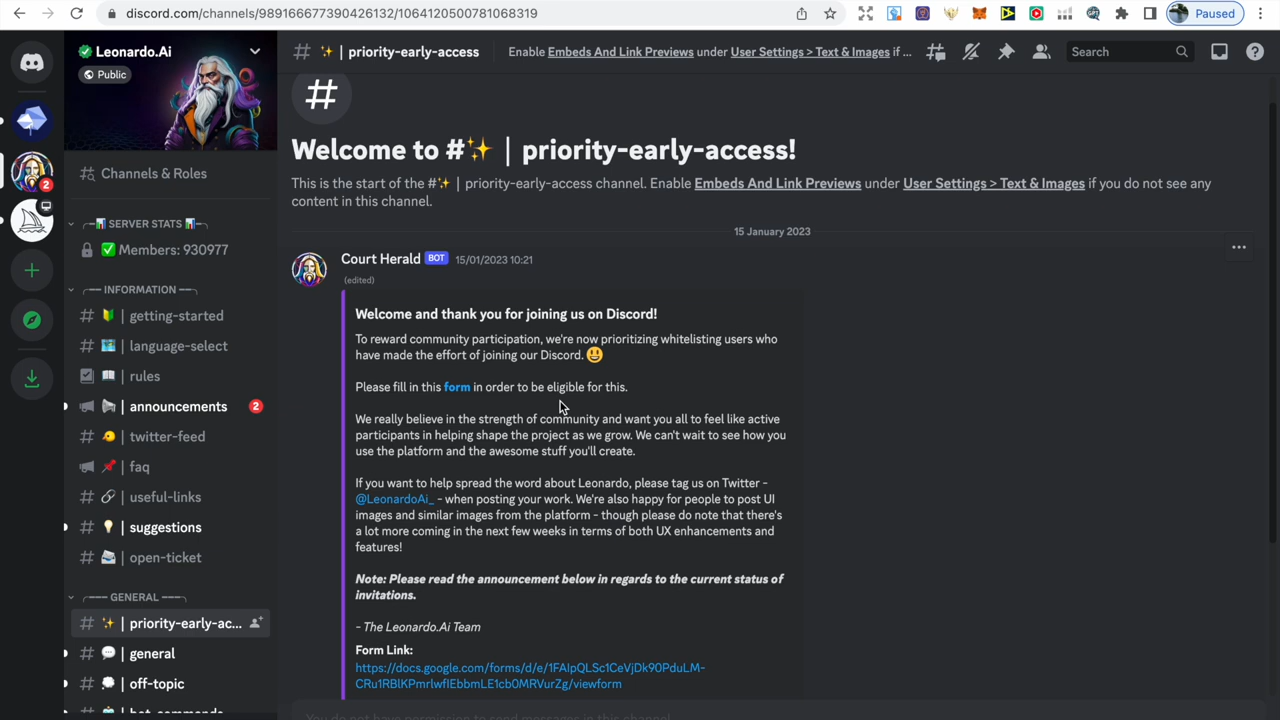 discord.com/channels/989166677390426132/1064120500781068319
Paused
Leonardo.Ai
Public
# ✨ | priority-early-access
Enable Embeds And Link Previews under User Settings > Text & Images if ...
Search
Channels & Roles
SERVER STATS
Members: 930977
INFORMATION
getting-started
language-select
rules
announcements
2
twitter-feed
faq
useful-links
suggestions
open-ticket
GENERAL
priority-early-ac...
general
off-topic
2
Welcome to #✨ | priority-early-access!
This is the start of the #✨ | priority-early-access channel. Enable Embeds And Link Previews under User Settings > Text & Images if you do not see any
content in this channel.
15 January 2023
Court Herald BOT 15/01/2023 10:21
(edited)
Welcome and thank you for joining us on Discord!
To reward community participation, we're now prioritizing whitelisting users who
have made the effort of joining our Discord. 😃
Please fill in this form in order to be eligible for this.
We really believe in the strength of community and want you all to feel like active
participants in helping shape the project as we grow. We can't wait to see how you
use the platform and the awesome stuff you'll create.
If you want to help spread the word about Leonardo, please tag us on Twitter -
@LeonardoAi_ - when posting your work. We're also happy for people to post UI
images and similar images from the platform - though please do note that there's
a lot more coming in the next few weeks in terms of both UX enhancements and
features!
Note: Please read the announcement below in regards to the current status of
invitations.
- The Leonardo.Ai Team
Form Link:
https://docs.google.com/forms/d/e/1FAIpQLSc1CeVjDk90PduLM-
CRu1RBlKPmrlwfIEbbmLE1cb0MRVurZg/viewform
You do not have permission to send messages in this channel.